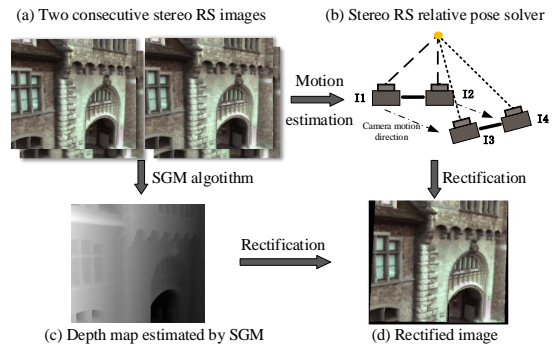 (a) Two consecutive stereo RS images
(b) Stereo RS relative pose solver
Motion
estimation
I1
I2
I4
I3
Camera motion
direction
SGM algotithm
Rectification
Rectification
(c) Depth map estimated by SGM
(d) Rectified image